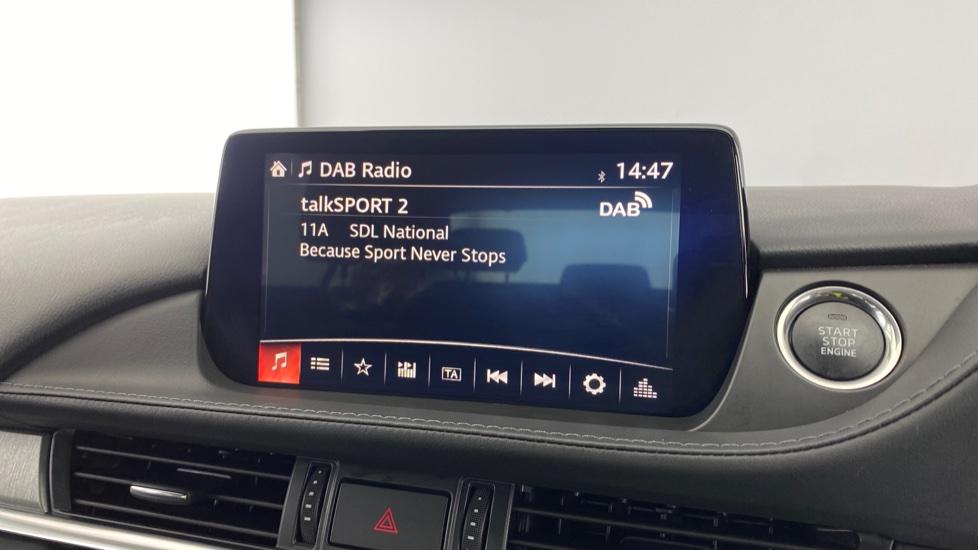 DAB Radio 14:47
talkSPORT 2 DAB
11A SDL National
Because Sport Never Stops
TA
START
STOP
ENGINE